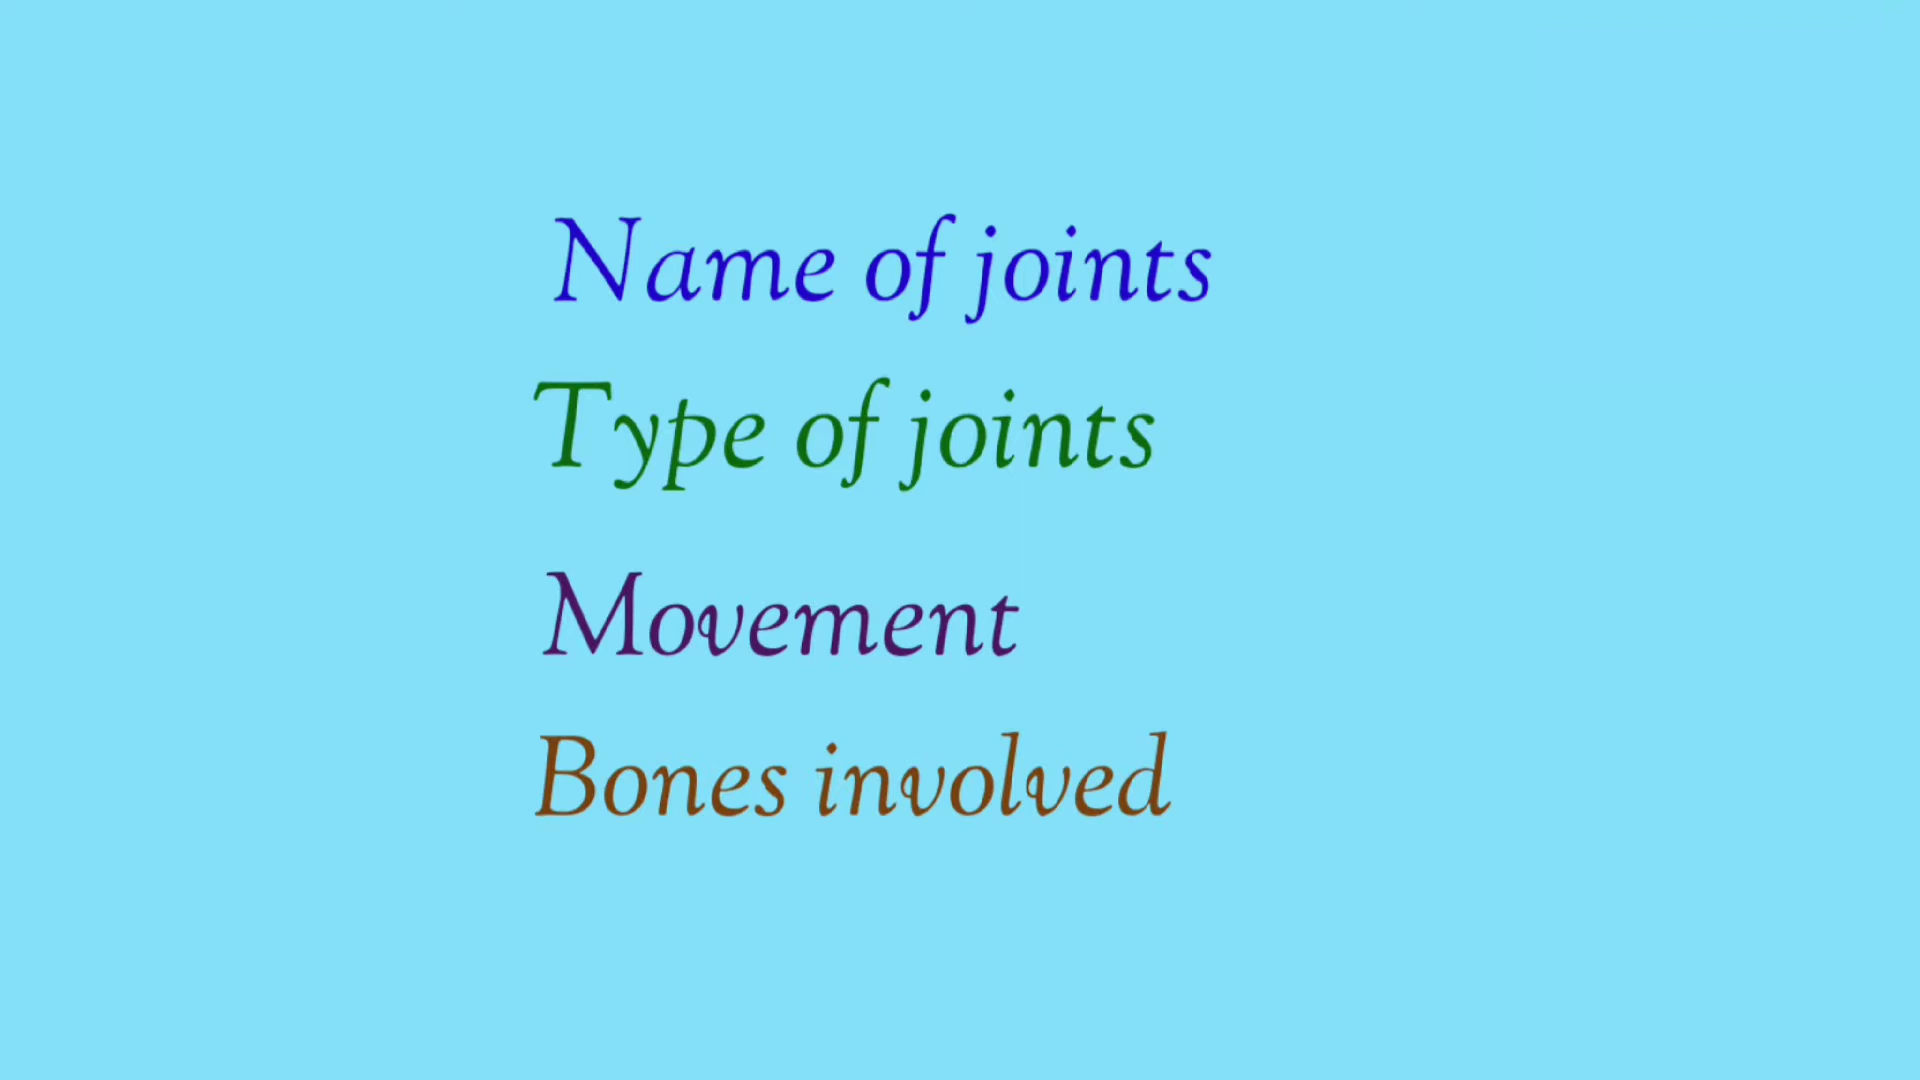 Name of joints
Type of joints
Movement
Bones involved